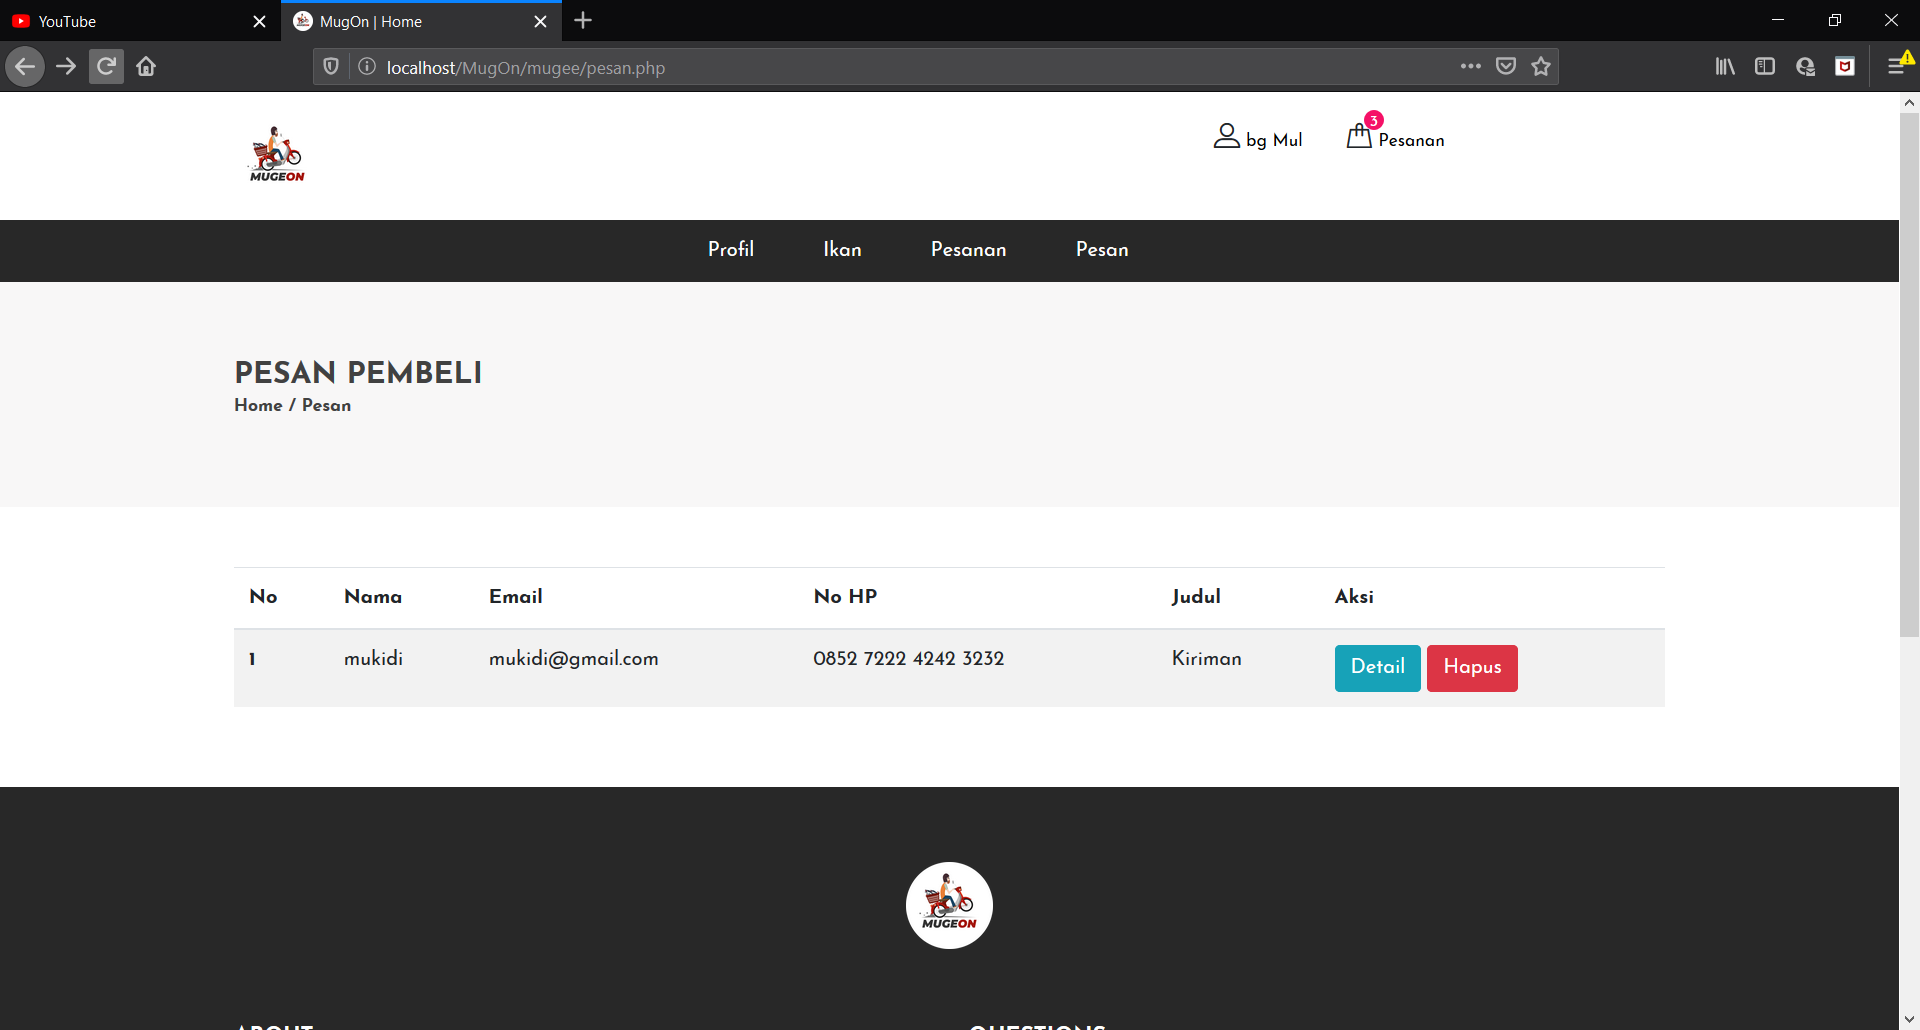 YouTube
MugOn | Home
localhost/MugOn/mugee/pesan.php
MUGEON
bg Mul
3
Pesanan
Profil Ikan Pesanan Pesan
PESAN PEMBELI
Home / Pesan
No Nama Email No HP Judul Aksi
1 mukidi mukidi@gmail.com 0852 7222 4242 3232 Kiriman Detail Hapus
MUGEON
ABOUT QUESTIONS